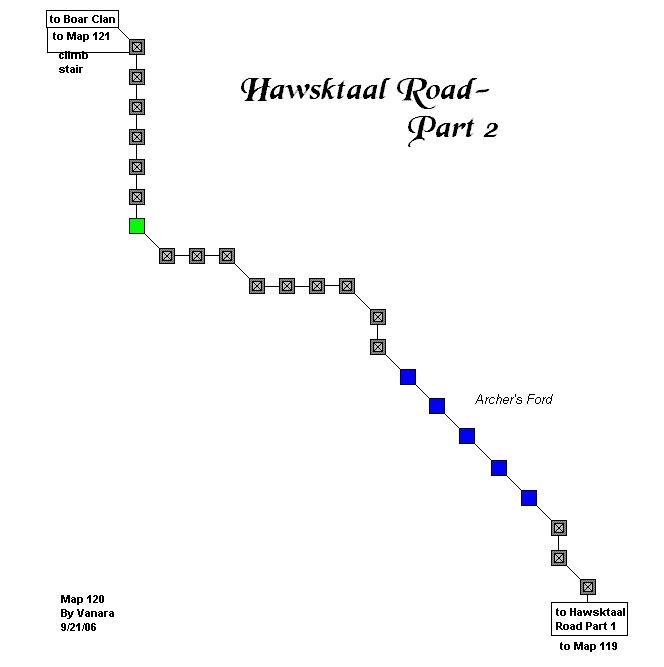 to Boar Clan
to Map 121
climb
stair
Hawsktaal Road-
Part 2
Archer's Ford
Map 120
By Vanara
9/21/06
to Hawsktaal
Road Part 1
to Map 119